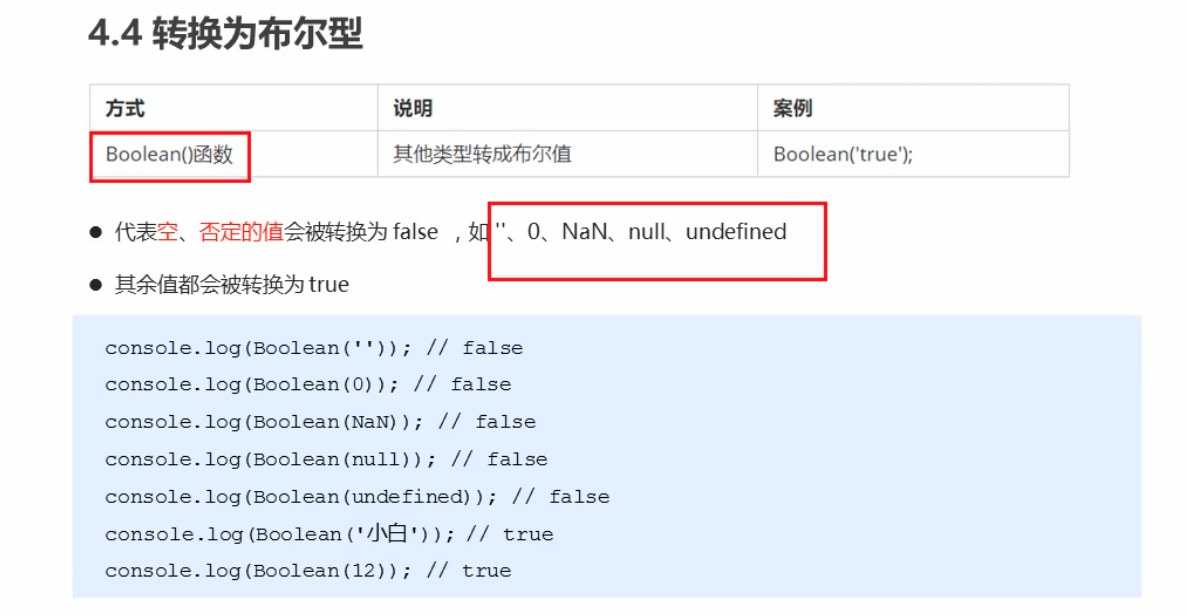 4.4 转换为布尔型
方式 说明 案例
Boolean()函数 其他类型转成布尔值 Boolean('true');
● 代表空、否定的值会被转换为 false ，如 ''、0、NaN、null、undefined
● 其余值都会被转换为 true
console.log(Boolean('')); // false
console.log(Boolean(0)); // false
console.log(Boolean(NaN)); // false
console.log(Boolean(null)); // false
console.log(Boolean(undefined)); // false
console.log(Boolean('小白')); // true
console.log(Boolean(12)); // true